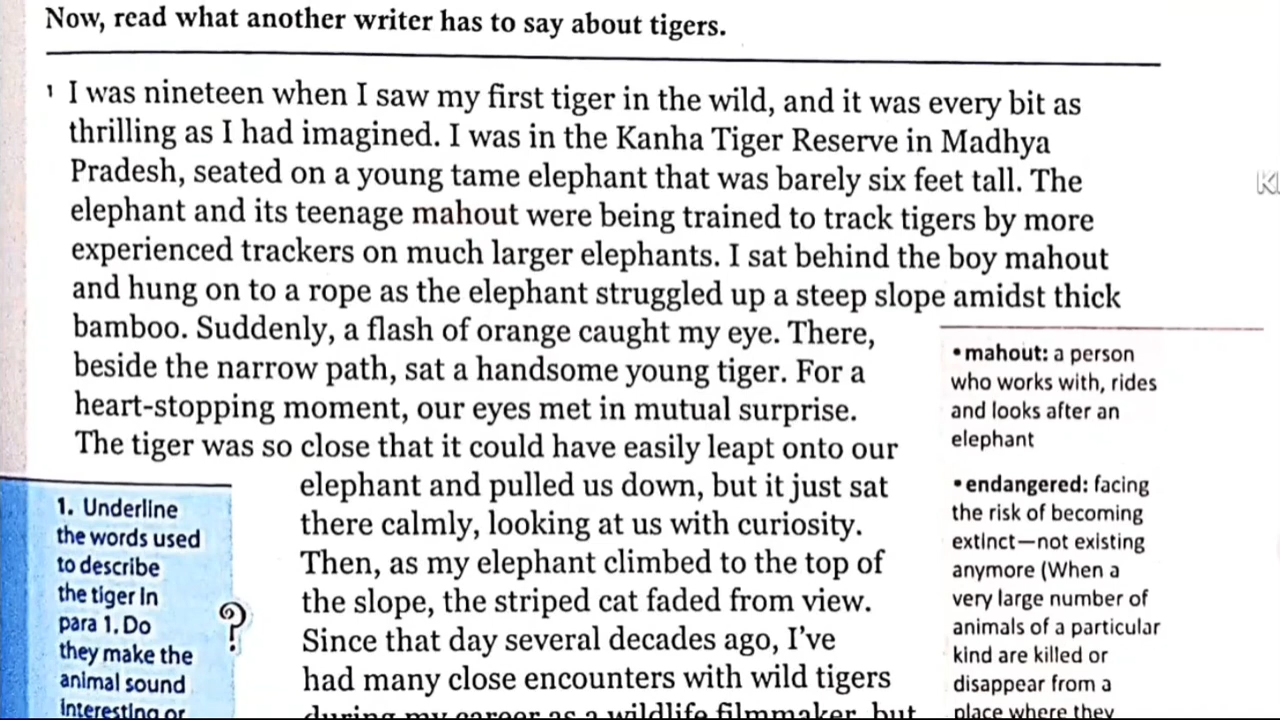 Now, read what another writer has to say about tigers.
1 I was nineteen when I saw my first tiger in the wild, and it was every bit as
thrilling as I had imagined. I was in the Kanha Tiger Reserve in Madhya
Pradesh, seated on a young tame elephant that was barely six feet tall. The
elephant and its teenage mahout were being trained to track tigers by more
experienced trackers on much larger elephants. I sat behind the boy mahout
and hung on to a rope as the elephant struggled up a steep slope amidst thick
bamboo. Suddenly, a flash of orange caught my eye. There,
beside the narrow path, sat a handsome young tiger. For a
heart-stopping moment, our eyes met in mutual surprise.
The tiger was so close that it could have easily leapt onto our
elephant and pulled us down, but it just sat
there calmly, looking at us with curiosity.
Then, as my elephant climbed to the top of
the slope, the striped cat faded from view.
Since that day several decades ago, I've
had many close encounters with wild tigers
during my career as a wildlife filmmaker, but
1. Underline
the words used
to describe
the tiger in
para 1. Do
they make the
animal sound
interesting or
?
• mahout: a person
who works with, rides
and looks after an
elephant
• endangered: facing
the risk of becoming
extinct—not existing
anymore (When a
very large number of
animals of a particular
kind are killed or
disappear from a
place where they